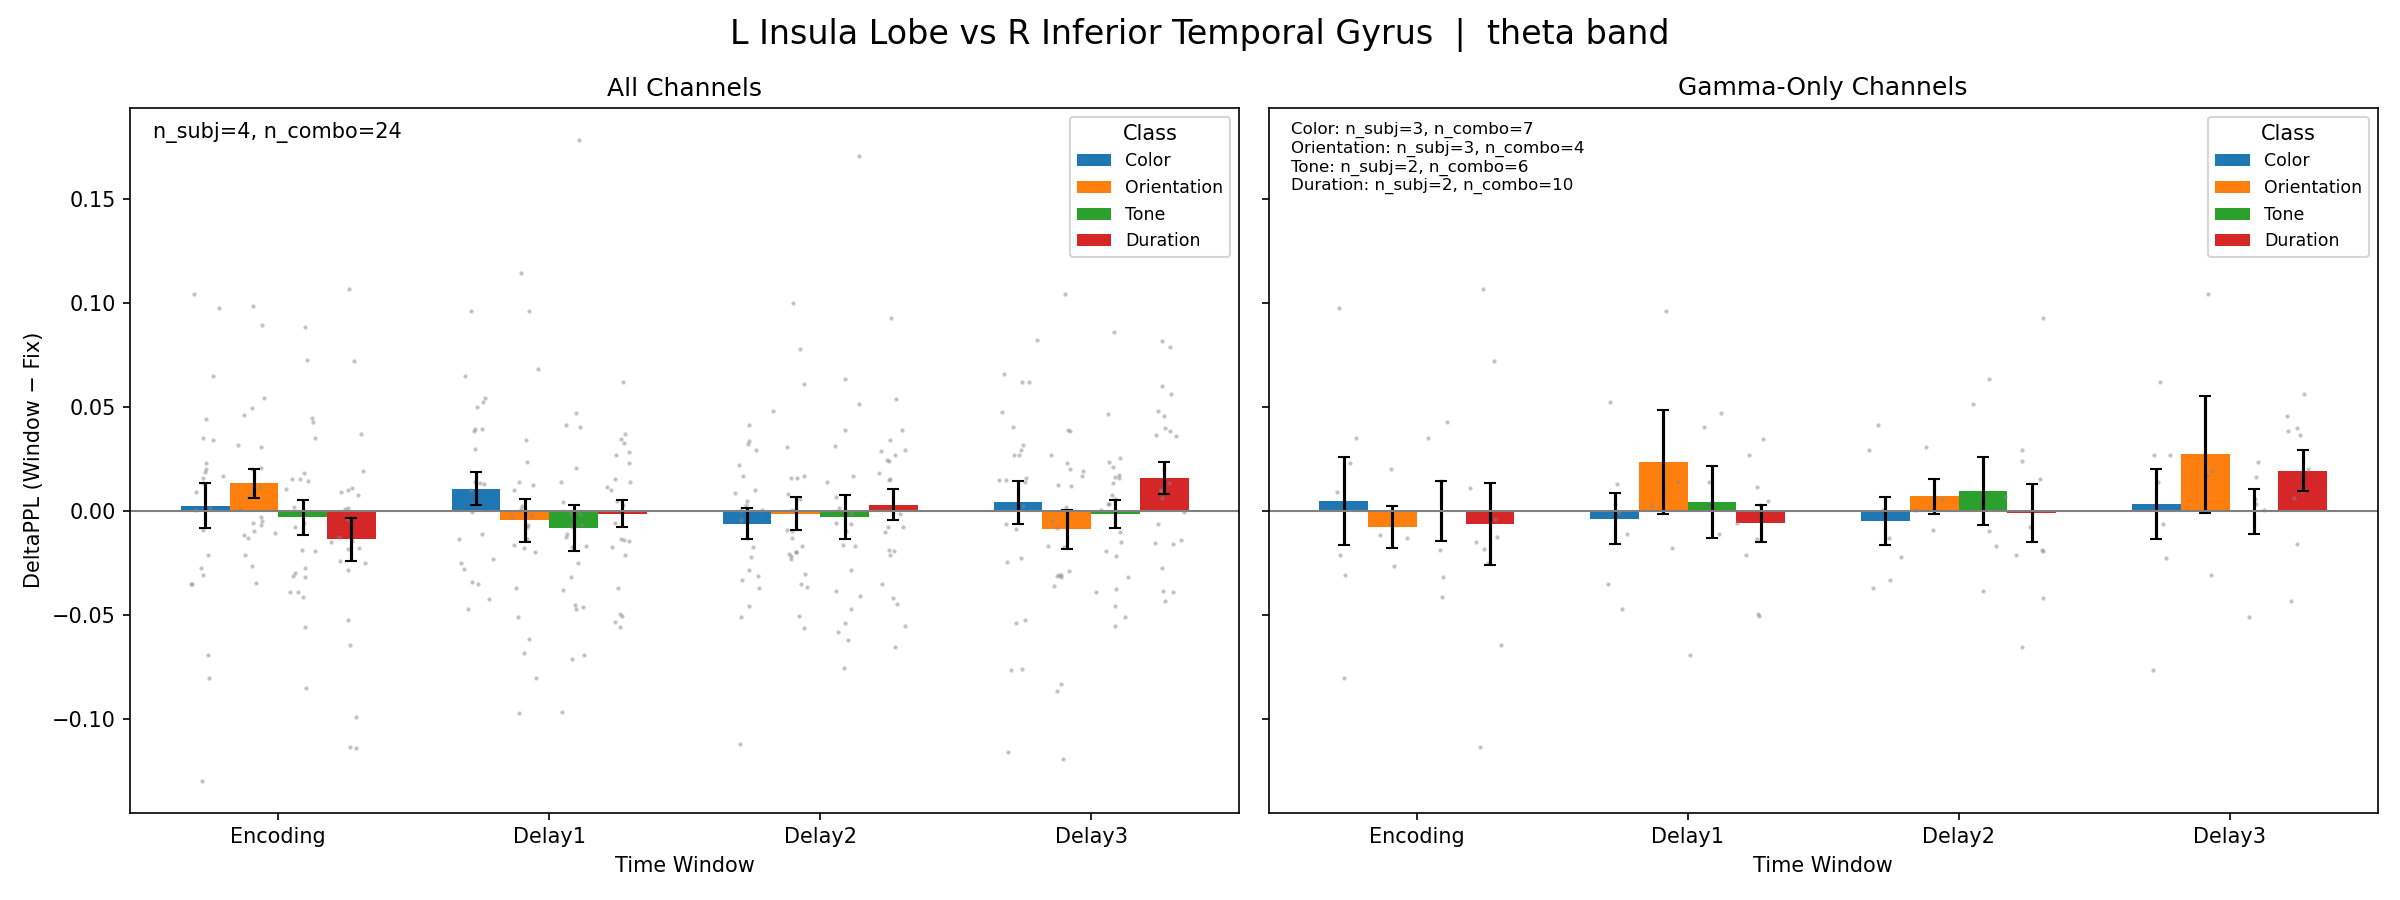 L Insula Lobe vs R Inferior Temporal Gyrus | theta band
All Channels
n_subj=4, n_combo=24
Class
Color
Orientation
Tone
Duration
DeltaPPL (Window − Fix)
0.15
0.10
0.05
0.00
−0.05
−0.10
Encoding
Delay1
Delay2
Delay3
Time Window
Gamma-Only Channels
Color: n_subj=3, n_combo=7
Orientation: n_subj=3, n_combo=4
Tone: n_subj=2, n_combo=6
Duration: n_subj=2, n_combo=10
Class
Color
Orientation
Tone
Duration
Encoding
Delay1
Delay2
Delay3
Time Window